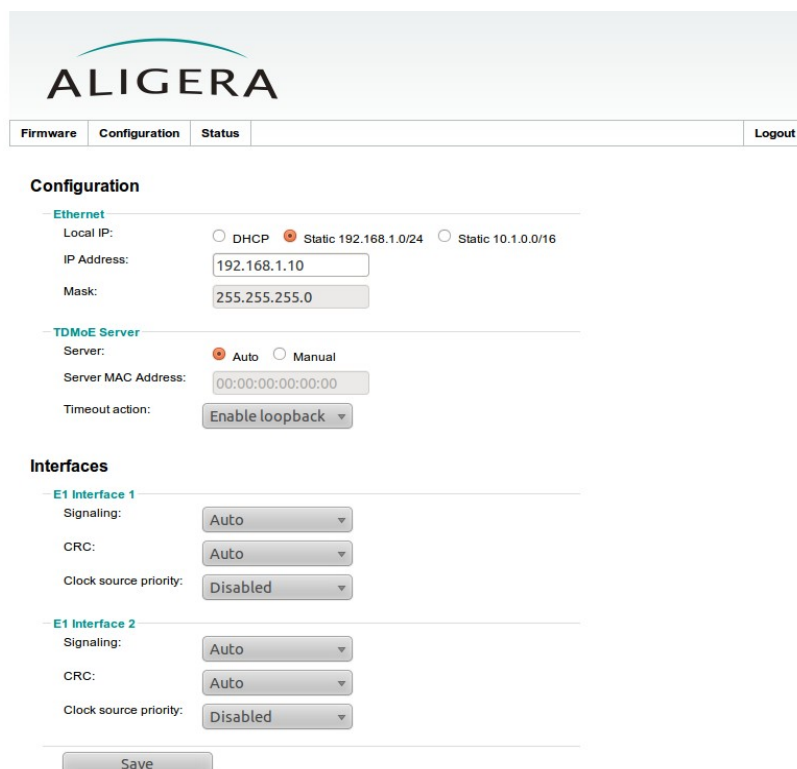 ALIGERA
Firmware Configuration Status Logout
Configuration
Ethernet
Local IP: DHCP Static 192.168.1.0/24 Static 10.1.0.0/16
IP Address: 192.168.1.10
Mask: 255.255.255.0
TDMoE Server
Server: Auto Manual
Server MAC Address: 00:00:00:00:00:00
Timeout action: Enable loopback
Interfaces
E1 Interface 1
Signaling: Auto
CRC: Auto
Clock source priority: Disabled
E1 Interface 2
Signaling: Auto
CRC: Auto
Clock source priority: Disabled
Save